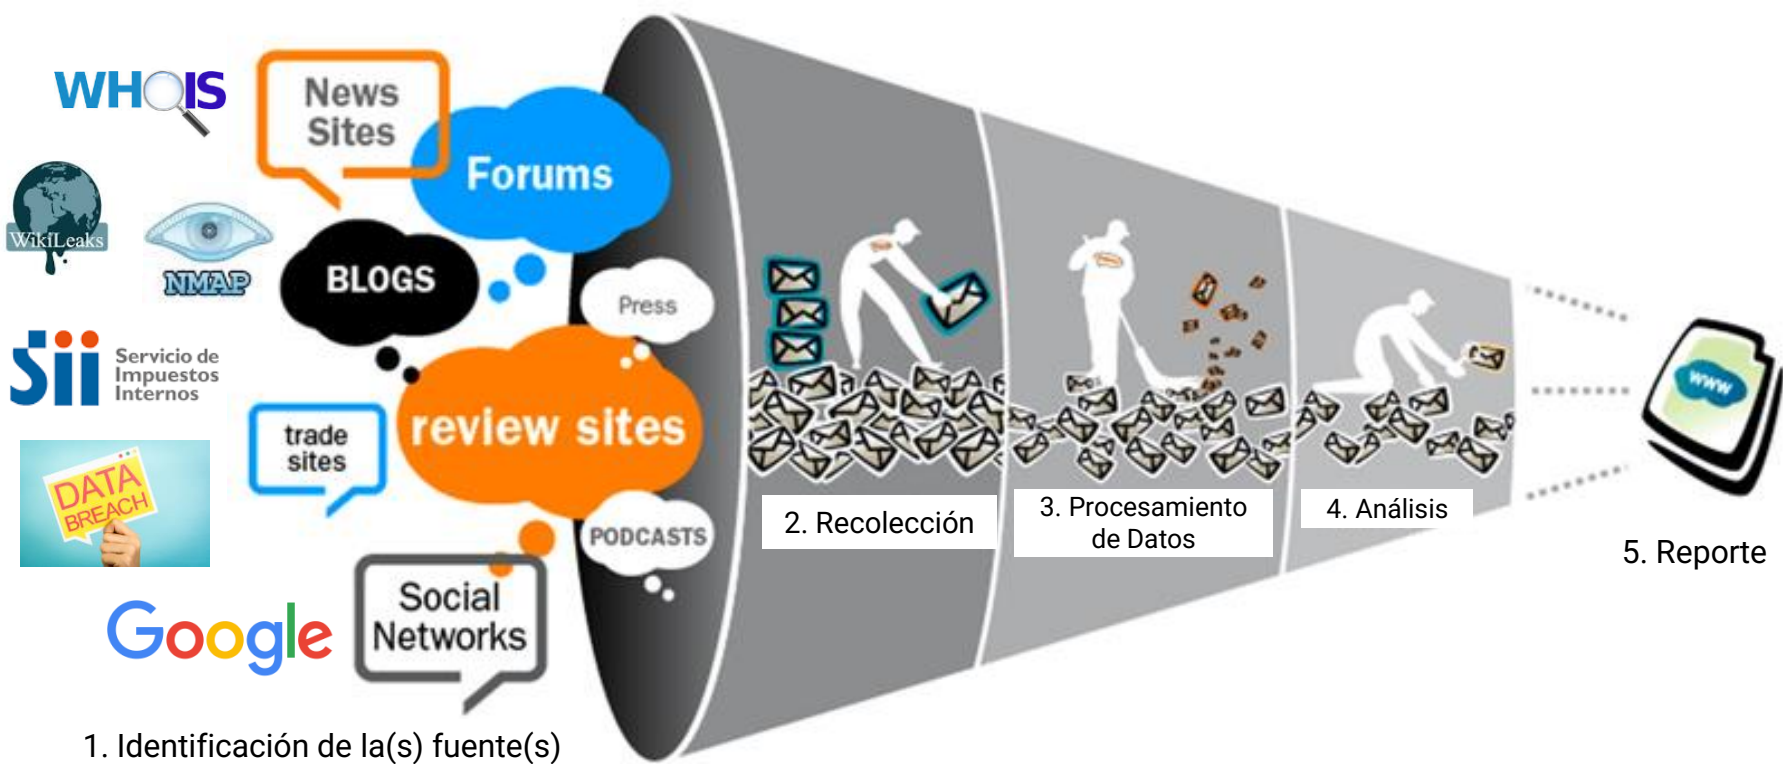 WHOIS
News
Sites
Forums
WikiLeaks
NMAP
BLOGS
Press
Sii
Servicio de
Impuestos
Internos
trade
sites
review sites
DATA
BREACH
PODCASTS
Google
Social
Networks
1. Identificación de la(s) fuente(s)
2. Recolección
3. Procesamiento
de Datos
4. Análisis
www
5. Reporte